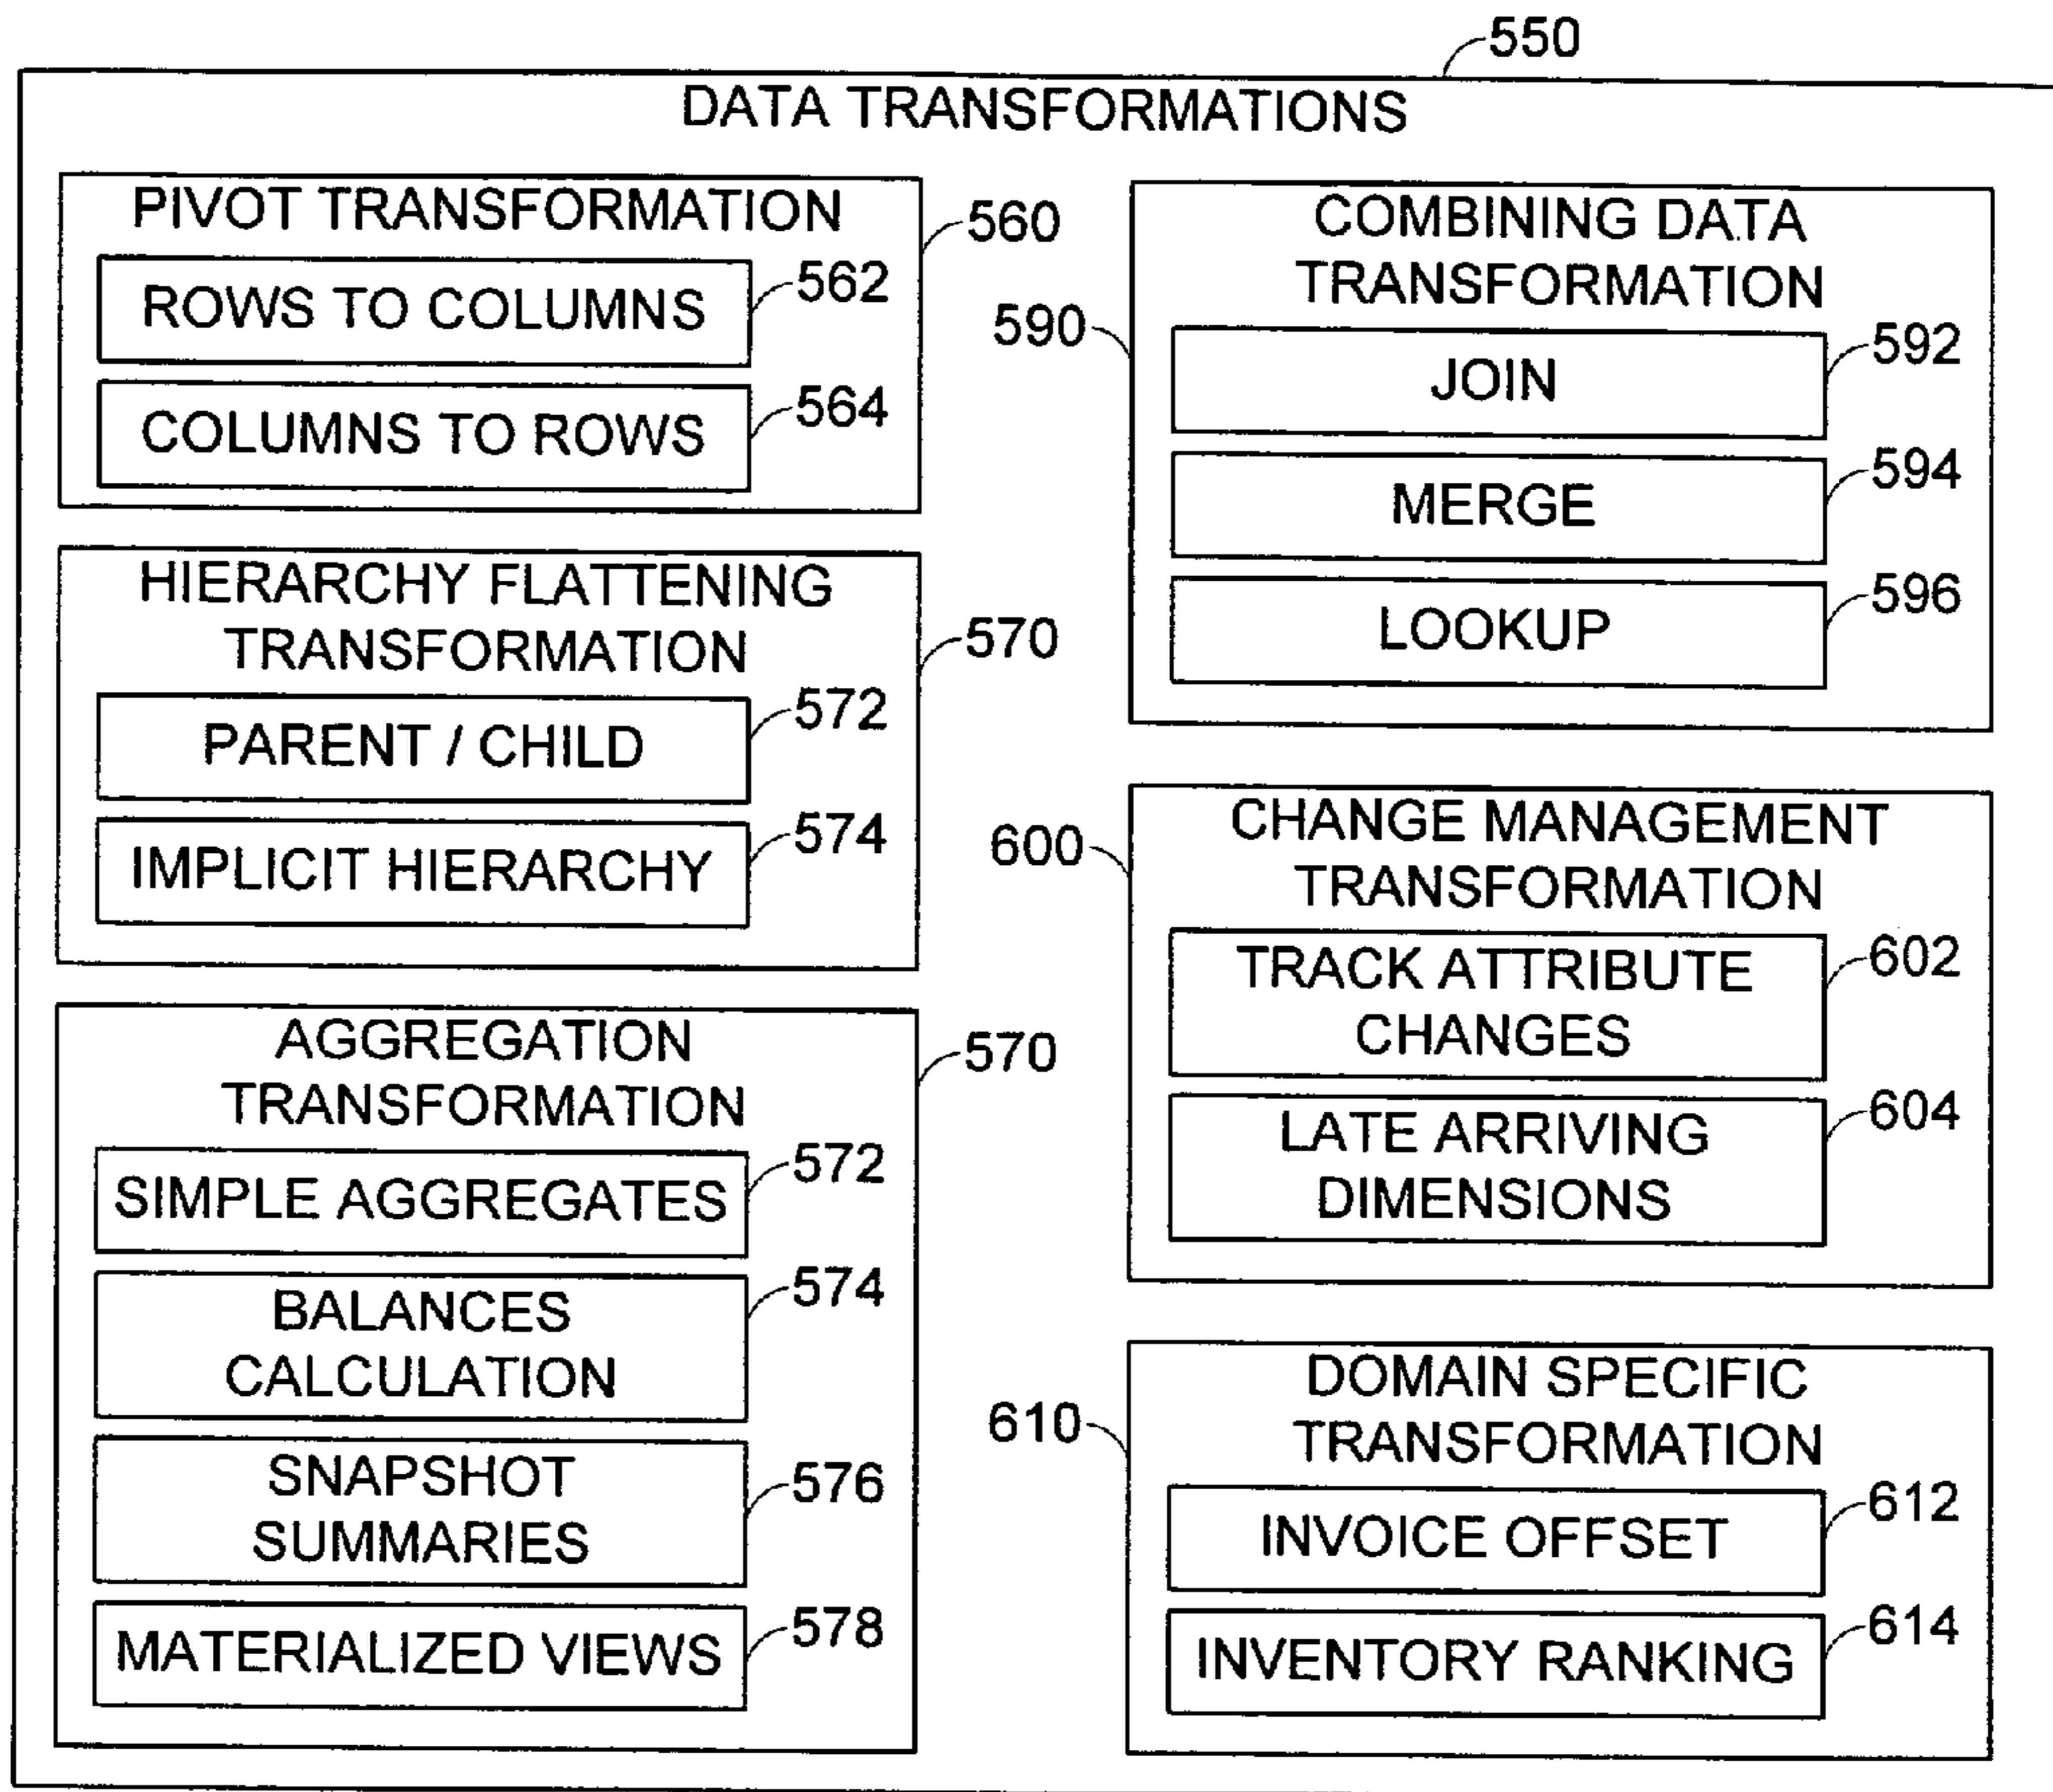 550
DATA TRANSFORMATIONS
PIVOT TRANSFORMATION
560
ROWS TO COLUMNS
562
COLUMNS TO ROWS
564
HIERARCHY FLATTENING
TRANSFORMATION
570
PARENT / CHILD
572
IMPLICIT HIERARCHY
574
AGGREGATION
TRANSFORMATION
570
SIMPLE AGGREGATES
572
BALANCES
CALCULATION
574
SNAPSHOT
SUMMARIES
576
MATERIALIZED VIEWS
578
COMBINING DATA
TRANSFORMATION
590
JOIN
592
MERGE
594
LOOKUP
596
CHANGE MANAGEMENT
TRANSFORMATION
600
TRACK ATTRIBUTE
CHANGES
602
LATE ARRIVING
DIMENSIONS
604
DOMAIN SPECIFIC
TRANSFORMATION
610
INVOICE OFFSET
612
INVENTORY RANKING
614